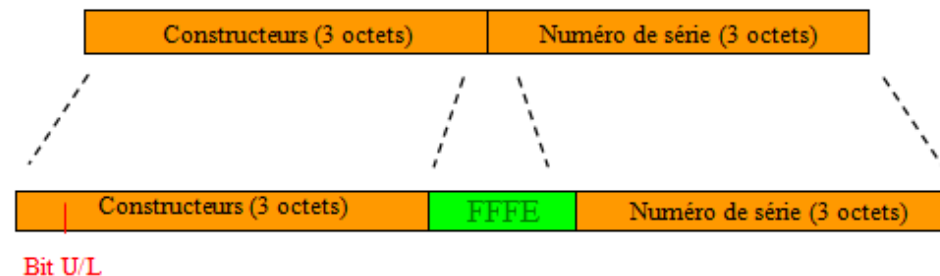 Constructeurs (3 octets) Numéro de série (3 octets)
Constructeurs (3 octets) FFFE Numéro de série (3 octets)
Bit U/L